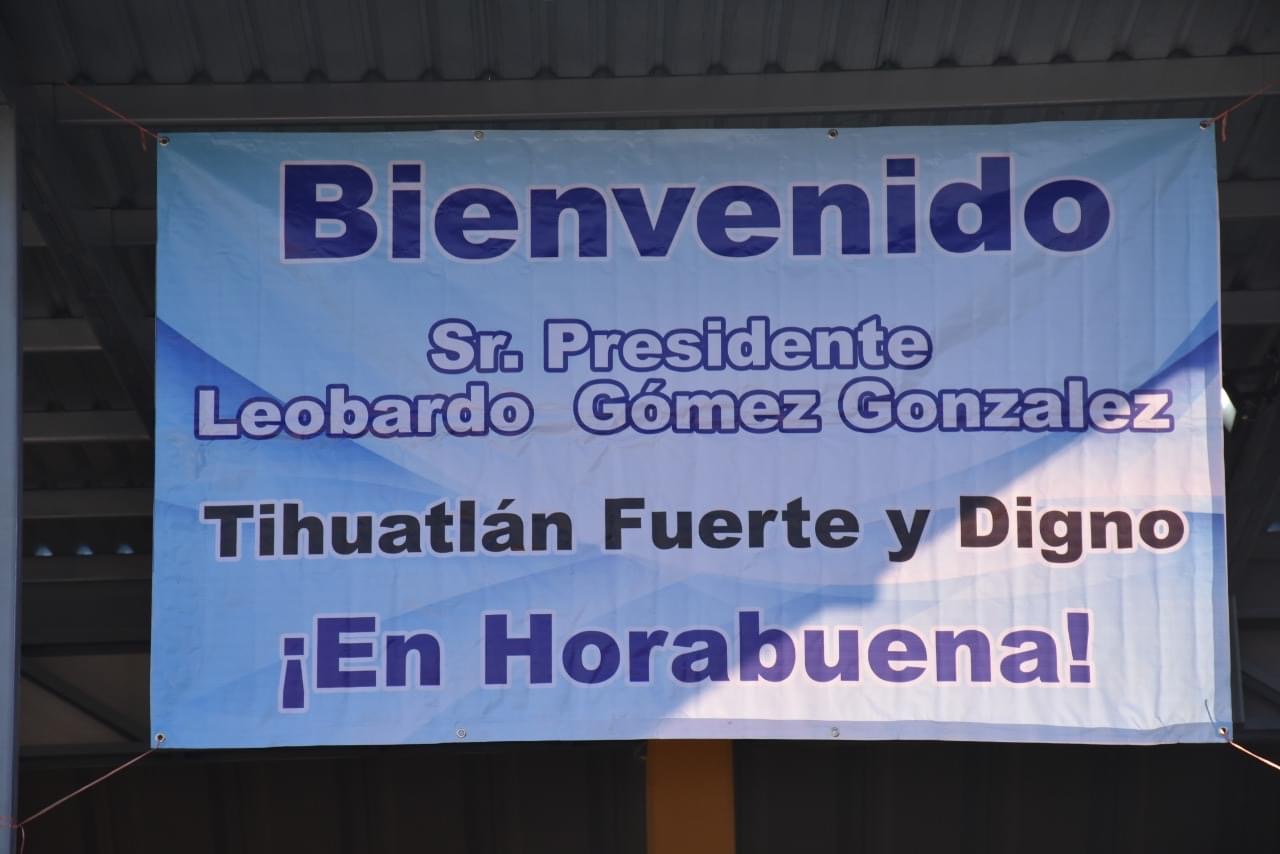 Bienvenido
Sr. Presidente
Leobardo Gómez Gonzalez
Tihuatlán Fuerte y Digno
¡En Horabuena!